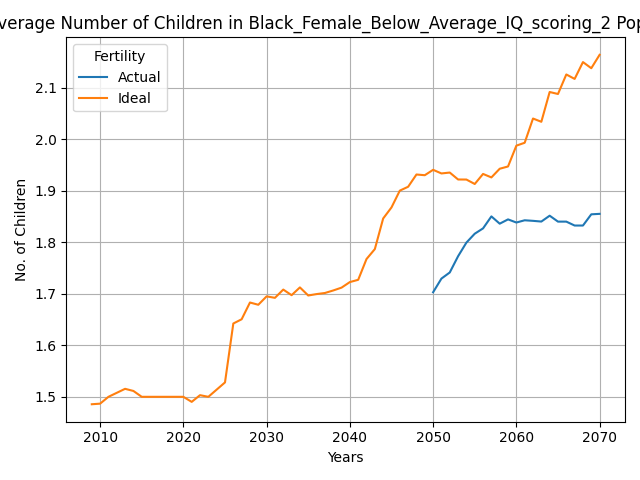 verage Number of Children in Black_Female_Below_Average_IQ_scoring_2 Pop
Fertility
Actual
Ideal
No. of Children
2.1
2.0
1.9
1.8
1.7
1.6
1.5
2010 2020 2030 2040 2050 2060 2070
Years